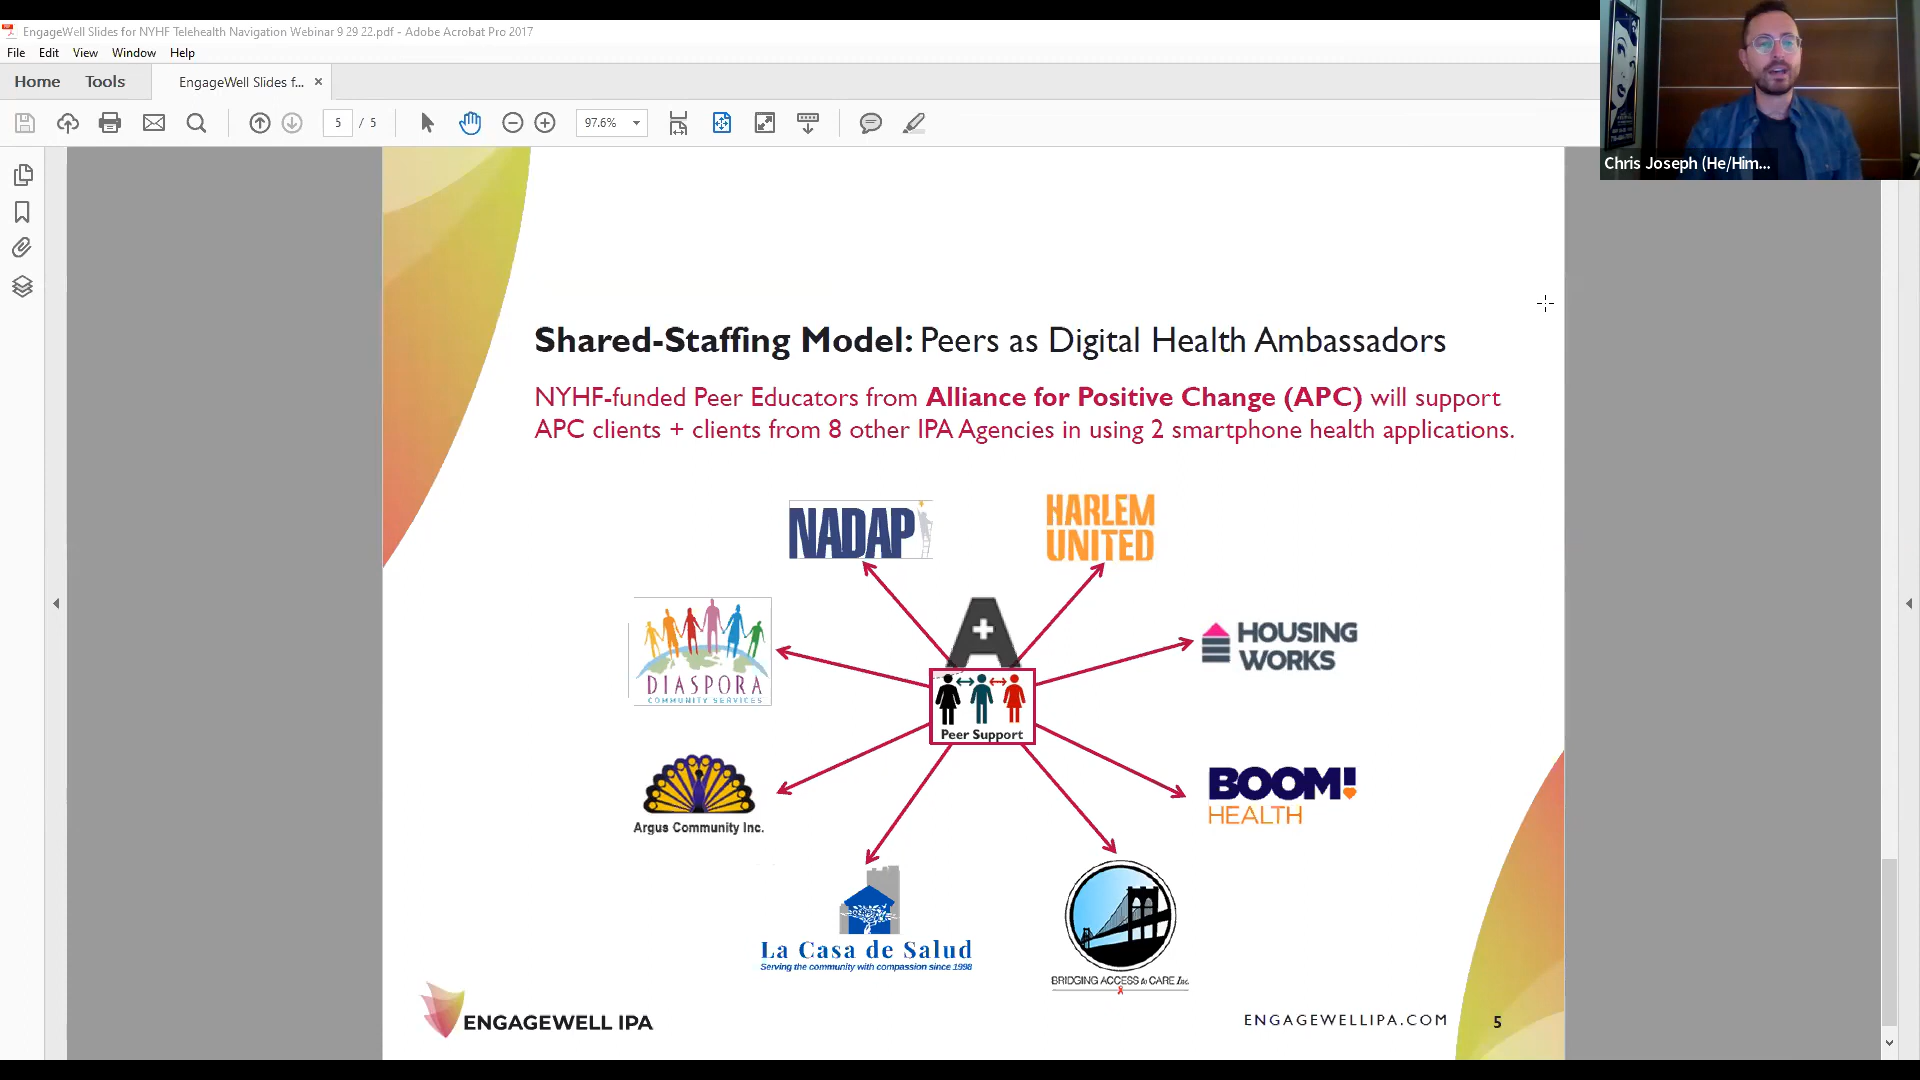 EngageWell Slides for NYHF Telehealth Navigation Webinar 9 29 22.pdf - Adobe Acrobat Pro 2017
File Edit View Window Help
Home Tools EngageWell Slides f... ×
5 / 5 97.6%
Chris Joseph (He/Him...
Shared-Staffing Model: Peers as Digital Health Ambassadors
NYHF-funded Peer Educators from Alliance for Positive Change (APC) will support
APC clients + clients from 8 other IPA Agencies in using 2 smartphone health applications.
NADAP
HARLEM
UNITED
A
HOUSING
WORKS
DIASPORA
COMMUNITY SERVICES
Peer Support
BOOM!
HEALTH
Argus Community Inc.
La Casa de Salud
Serving the community with compassion since 1998
BRIDGING ACCESS to CARE Inc
ENGAGEWELL IPA
ENGAGEWELLIPA.COM 5